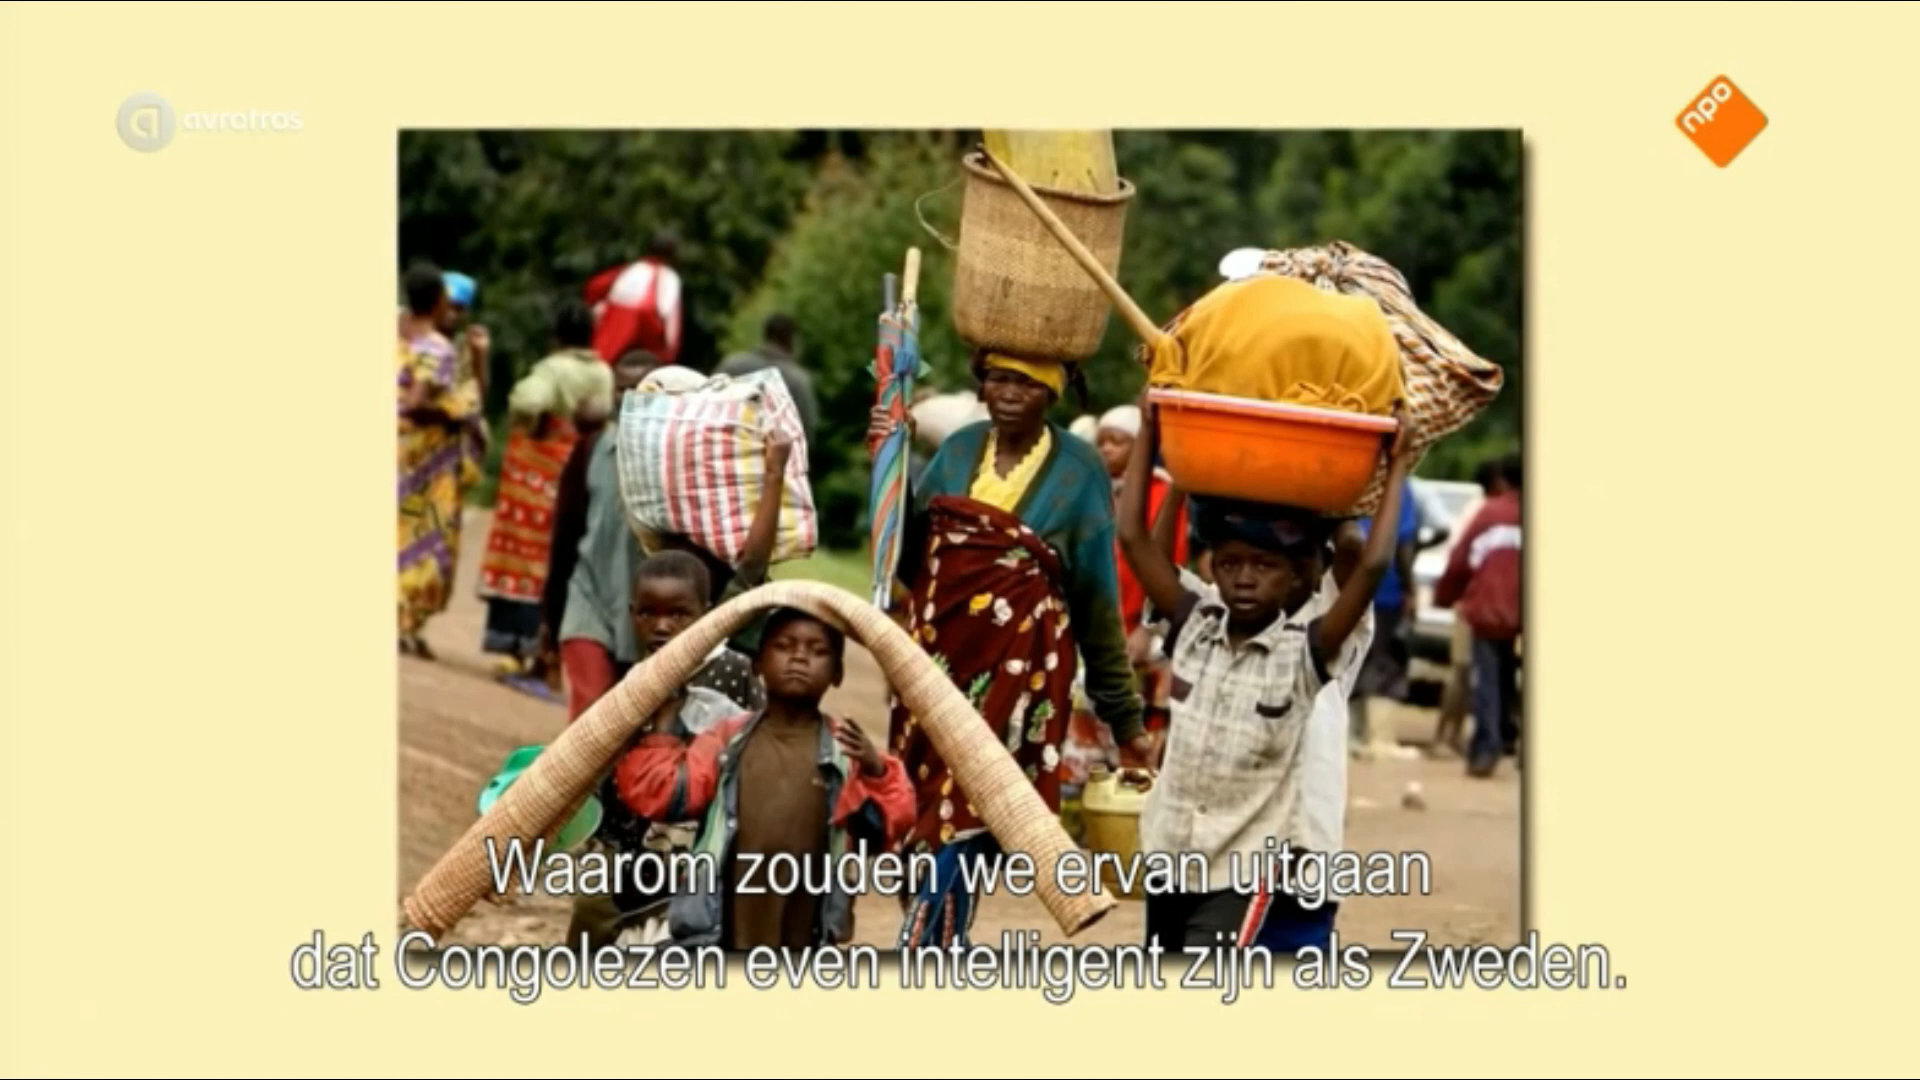 avrotros
npo
Waarom zouden we ervan uitgaan
dat Congolezen even intelligent zijn als Zweden.